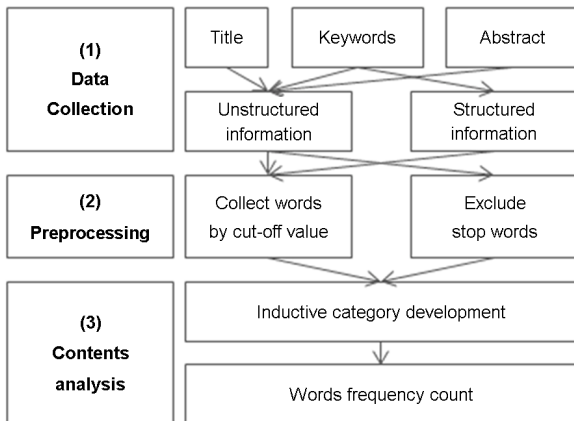 (1)
Data
Collection
Title
Keywords
Abstract
Unstructured
information
Structured
information
(2)
Preprocessing
Collect words
by cut-off value
Exclude
stop words
(3)
Contents
analysis
Inductive category development
Words frequency count